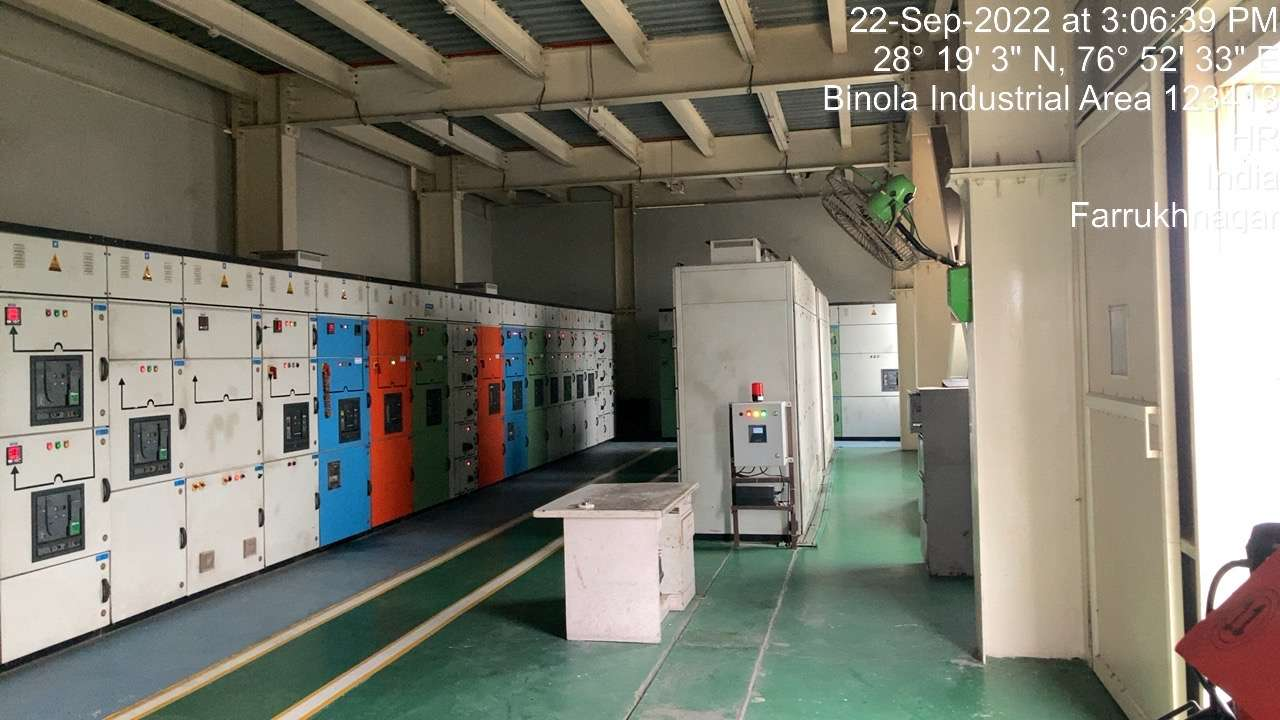 22-Sep-2022 at 3:06:39 PM
28° 19' 3" N, 76° 52' 33" E
Binola Industrial Area 123413
HR
India
Farrukhnagar